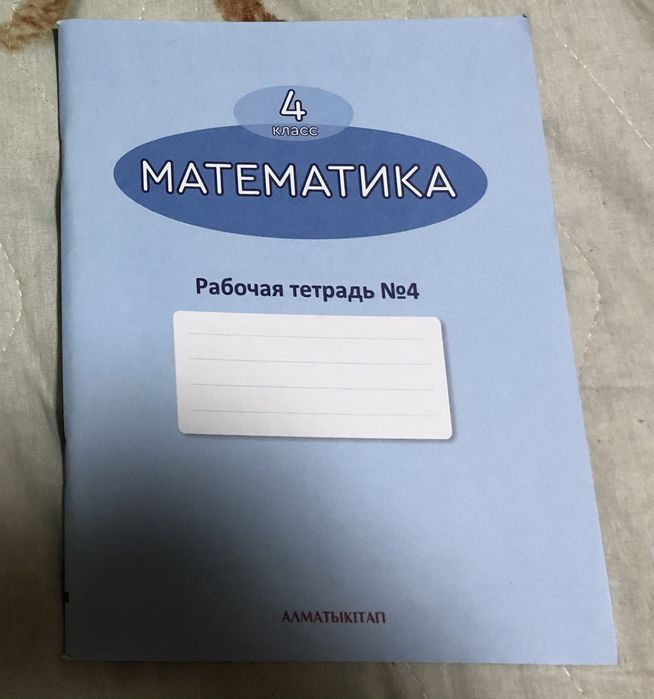 4
класс
МАТЕМАТИКА
Рабочая тетрадь №4
АЛМАТЫКІТАП